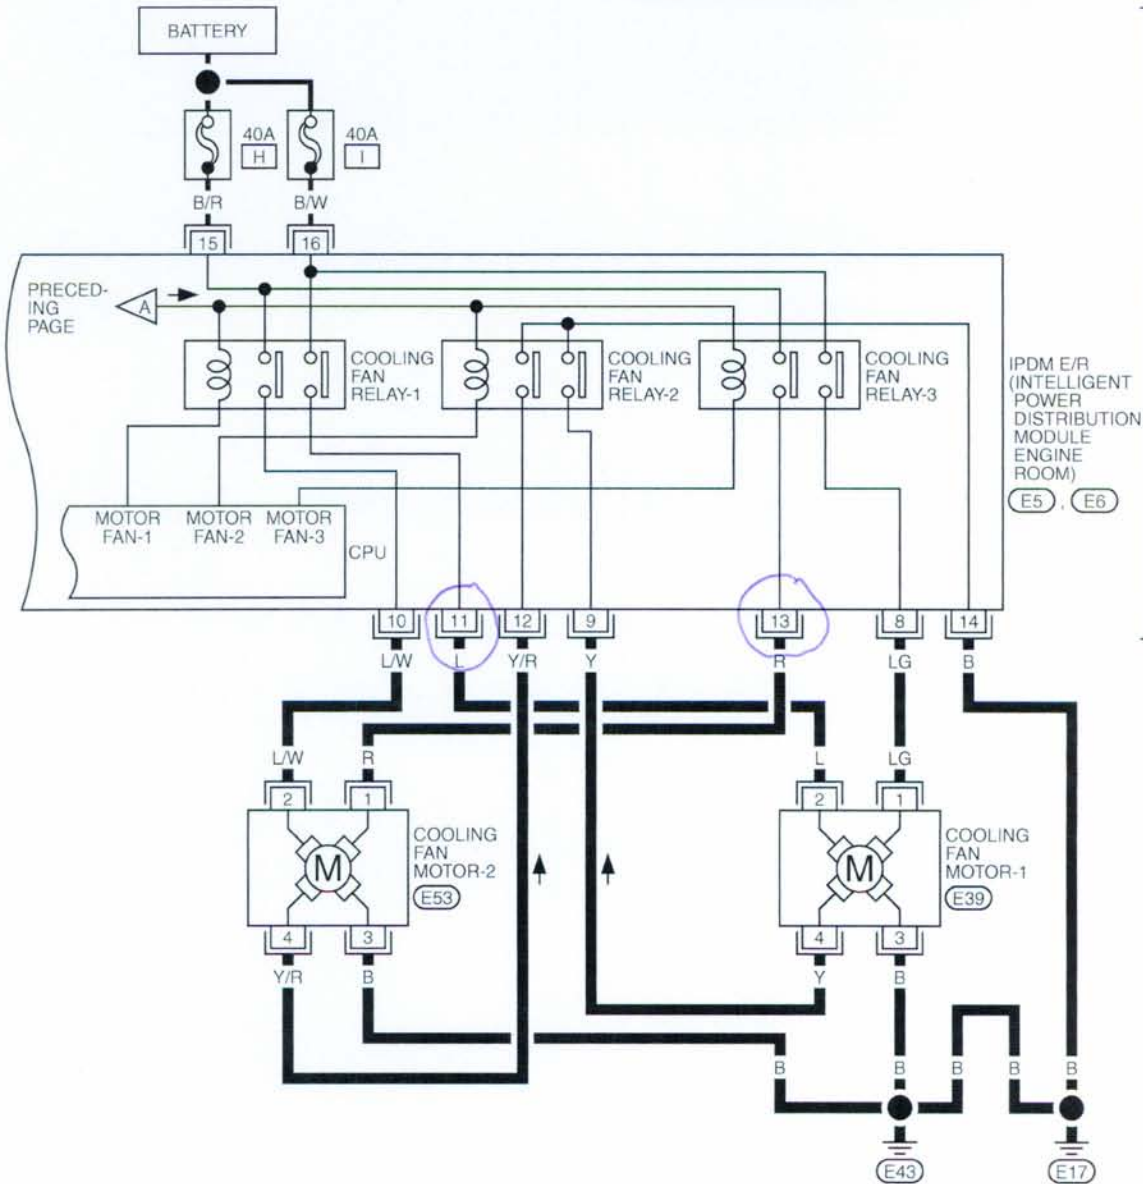 BATTERY
40A
H
40A
I
B/R
B/W
15
16
PRECED-
ING
PAGE
A
COOLING
FAN
RELAY-1
COOLING
FAN
RELAY-2
COOLING
FAN
RELAY-3
IPDM E/R
(INTELLIGENT
POWER
DISTRIBUTION
MODULE
ENGINE
ROOM)
E5 , E6
MOTOR
FAN-1
MOTOR
FAN-2
MOTOR
FAN-3
CPU
10
11
12
9
13
8
14
L/W
L
Y/R
Y
R
LG
B
L/W
R
L
LG
2
1
2
1
M
COOLING
FAN
MOTOR-2
E53
M
COOLING
FAN
MOTOR-1
E39
4
3
4
3
Y/R
B
Y
B
B
B
B
B
B
E43
E17